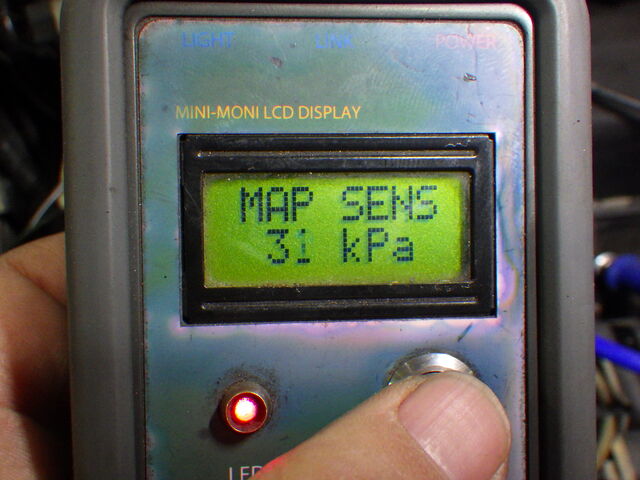 LIGHT LINK POWER
MINI-MONI LCD DISPLAY
MAP SENS
31 kPa